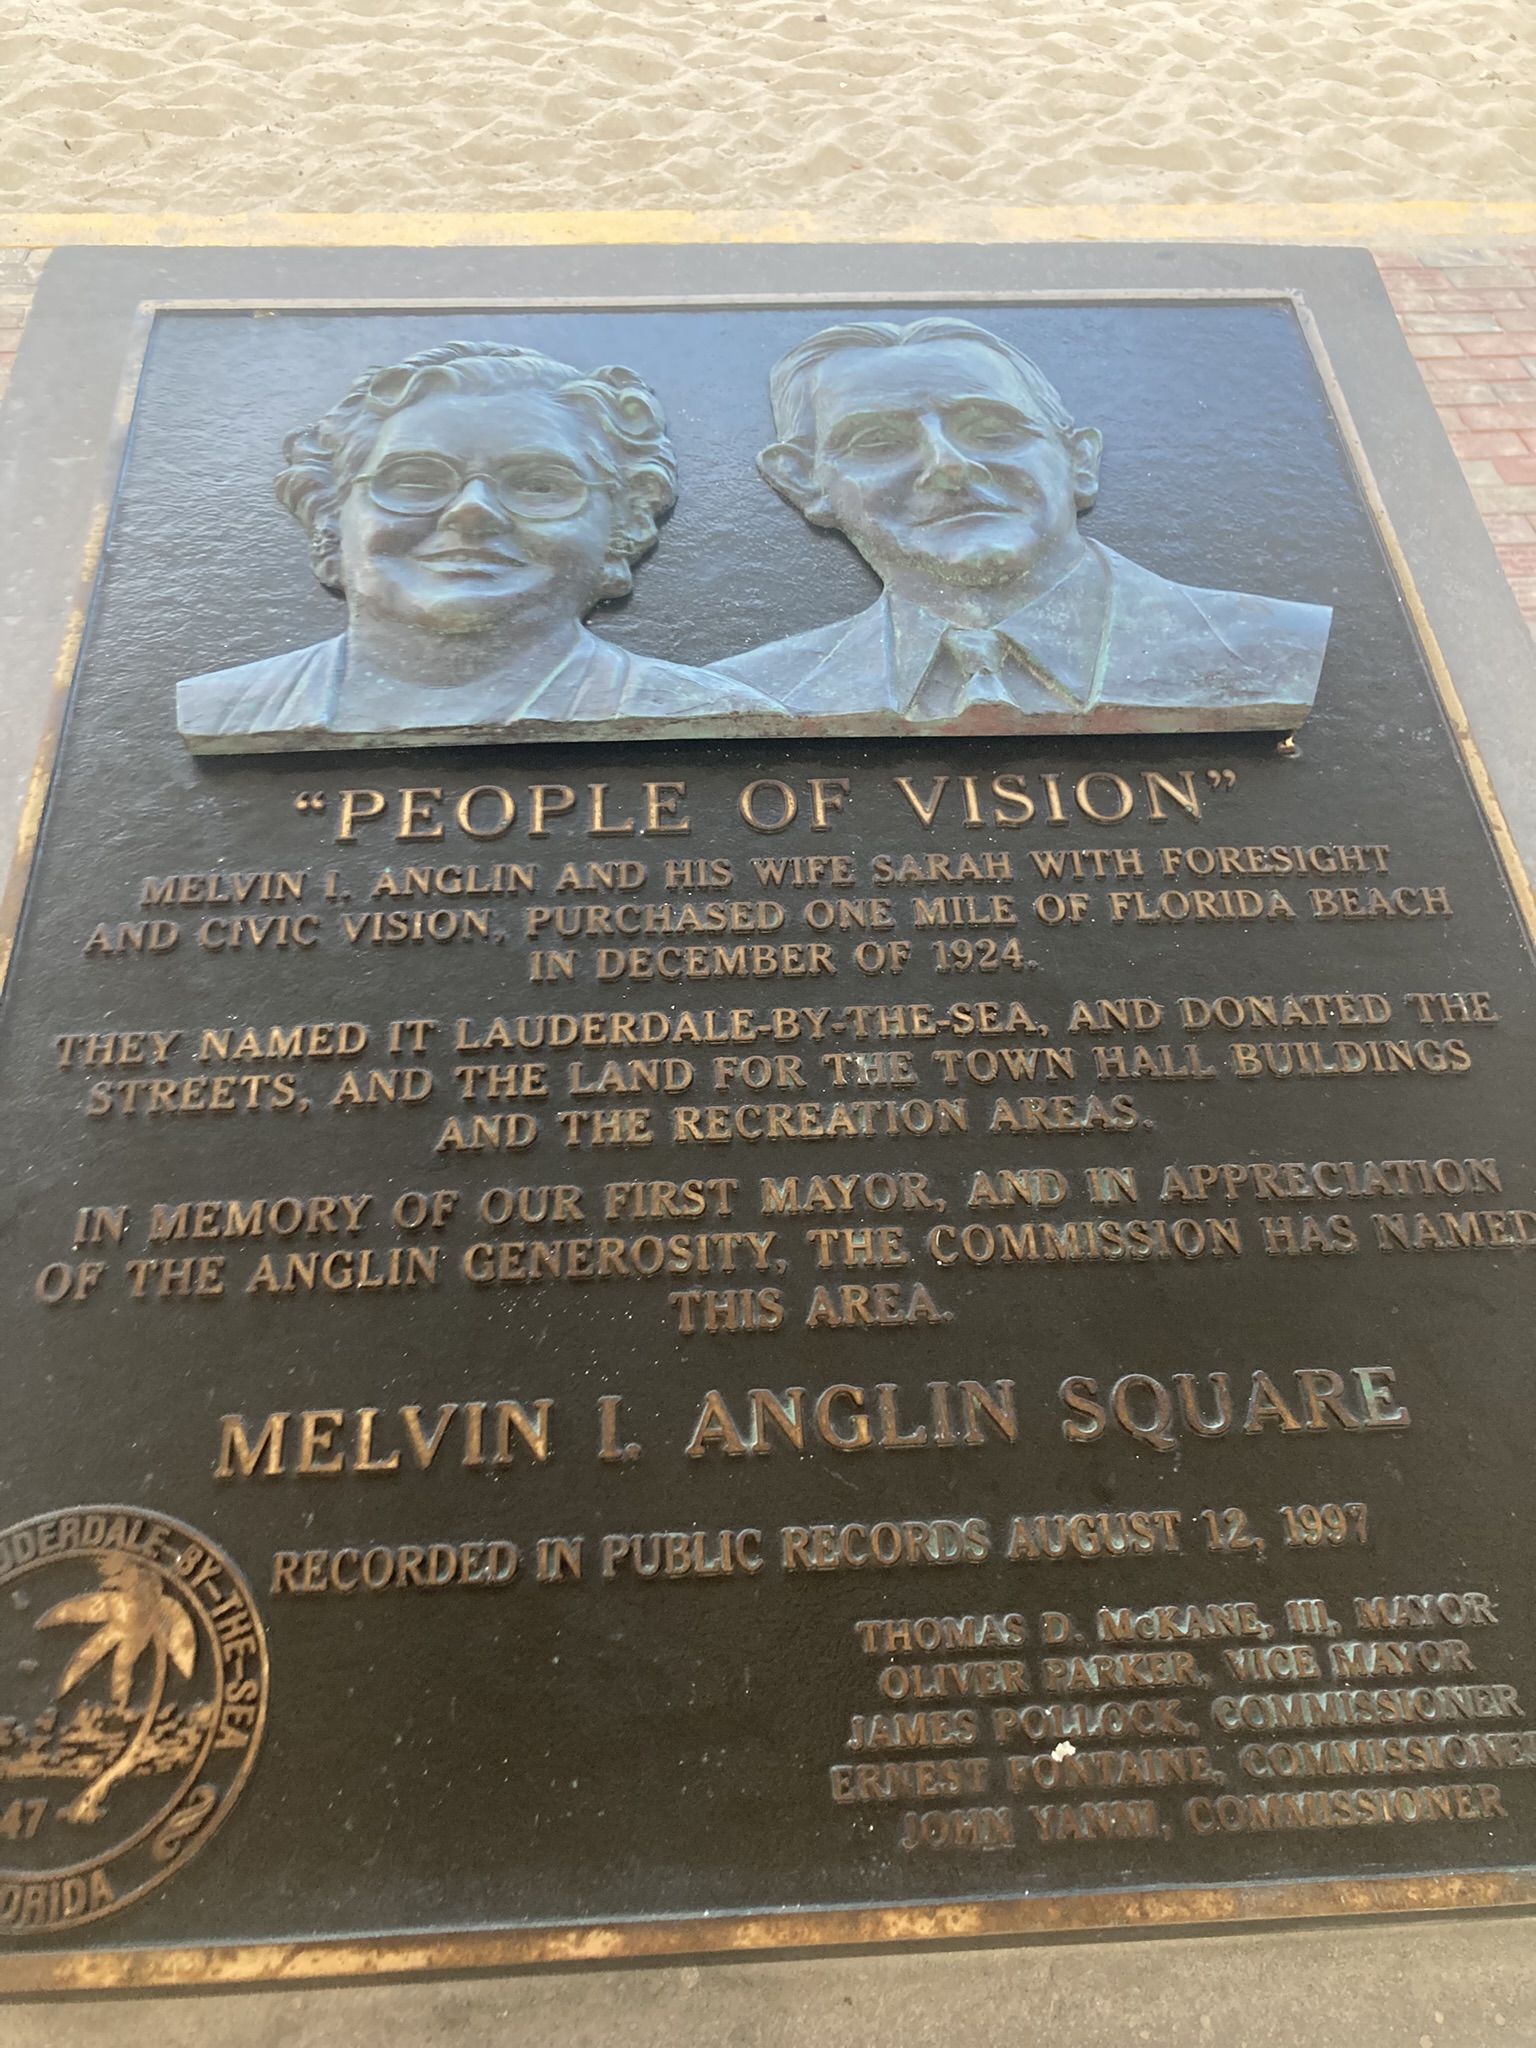 “PEOPLE OF VISION”
MELVIN I. ANGLIN AND HIS WIFE SARAH WITH FORESIGHT
AND CIVIC VISION, PURCHASED ONE MILE OF FLORIDA BEACH
IN DECEMBER OF 1924.
THEY NAMED IT LAUDERDALE-BY-THE-SEA, AND DONATED THE
STREETS, AND THE LAND FOR THE TOWN HALL BUILDINGS
AND THE RECREATION AREAS.
IN MEMORY OF OUR FIRST MAYOR, AND IN APPRECIATION
OF THE ANGLIN GENEROSITY, THE COMMISSION HAS NAMED
THIS AREA.
MELVIN I. ANGLIN SQUARE
RECORDED IN PUBLIC RECORDS AUGUST 12, 1997
THOMAS D. McKANE, III, MAYOR
OLIVER PARKER, VICE MAYOR
JAMES POLLOCK, COMMISSIONER
ERNEST FONTAINE, COMMISSIONER
JOHN YANNI, COMMISSIONER
UDERDALE-BY-THE-SEA
47
ORIDA